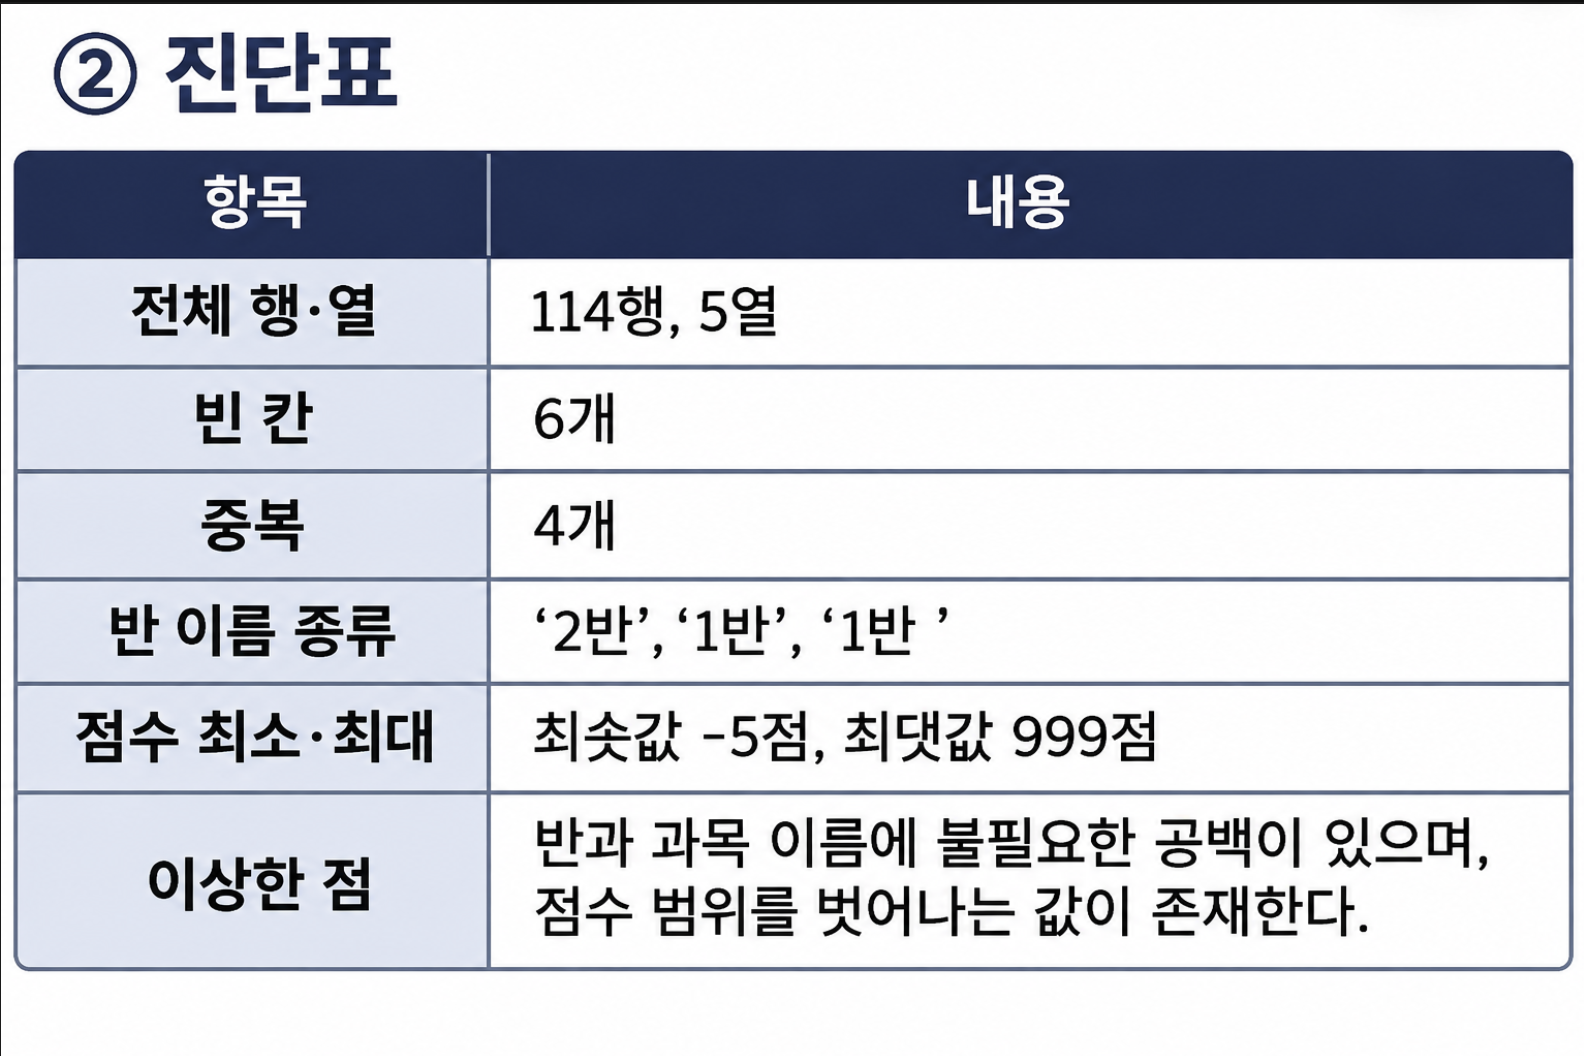 ② 진단표
항목 내용
전체 행·열 114행, 5열
빈 칸 6개
중복 4개
반 이름 종류 ‘2반’, ‘1반’, ‘1반 ’
점수 최소·최대 최솟값 -5점, 최댓값 999점
이상한 점 반과 과목 이름에 불필요한 공백이 있으며,
점수 범위를 벗어나는 값이 존재한다.